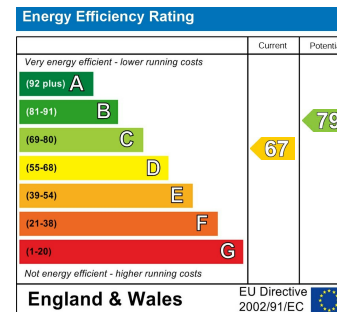 Energy Efficiency Rating
Current Potentia
Very energy efficient - lower running costs
(92 plus) A
(81-91) B
(69-80) C
(55-68) D
(39-54) E
(21-38) F
(1-20) G
67
79
Not energy efficient - higher running costs
England & Wales
EU Directive
2002/91/EC